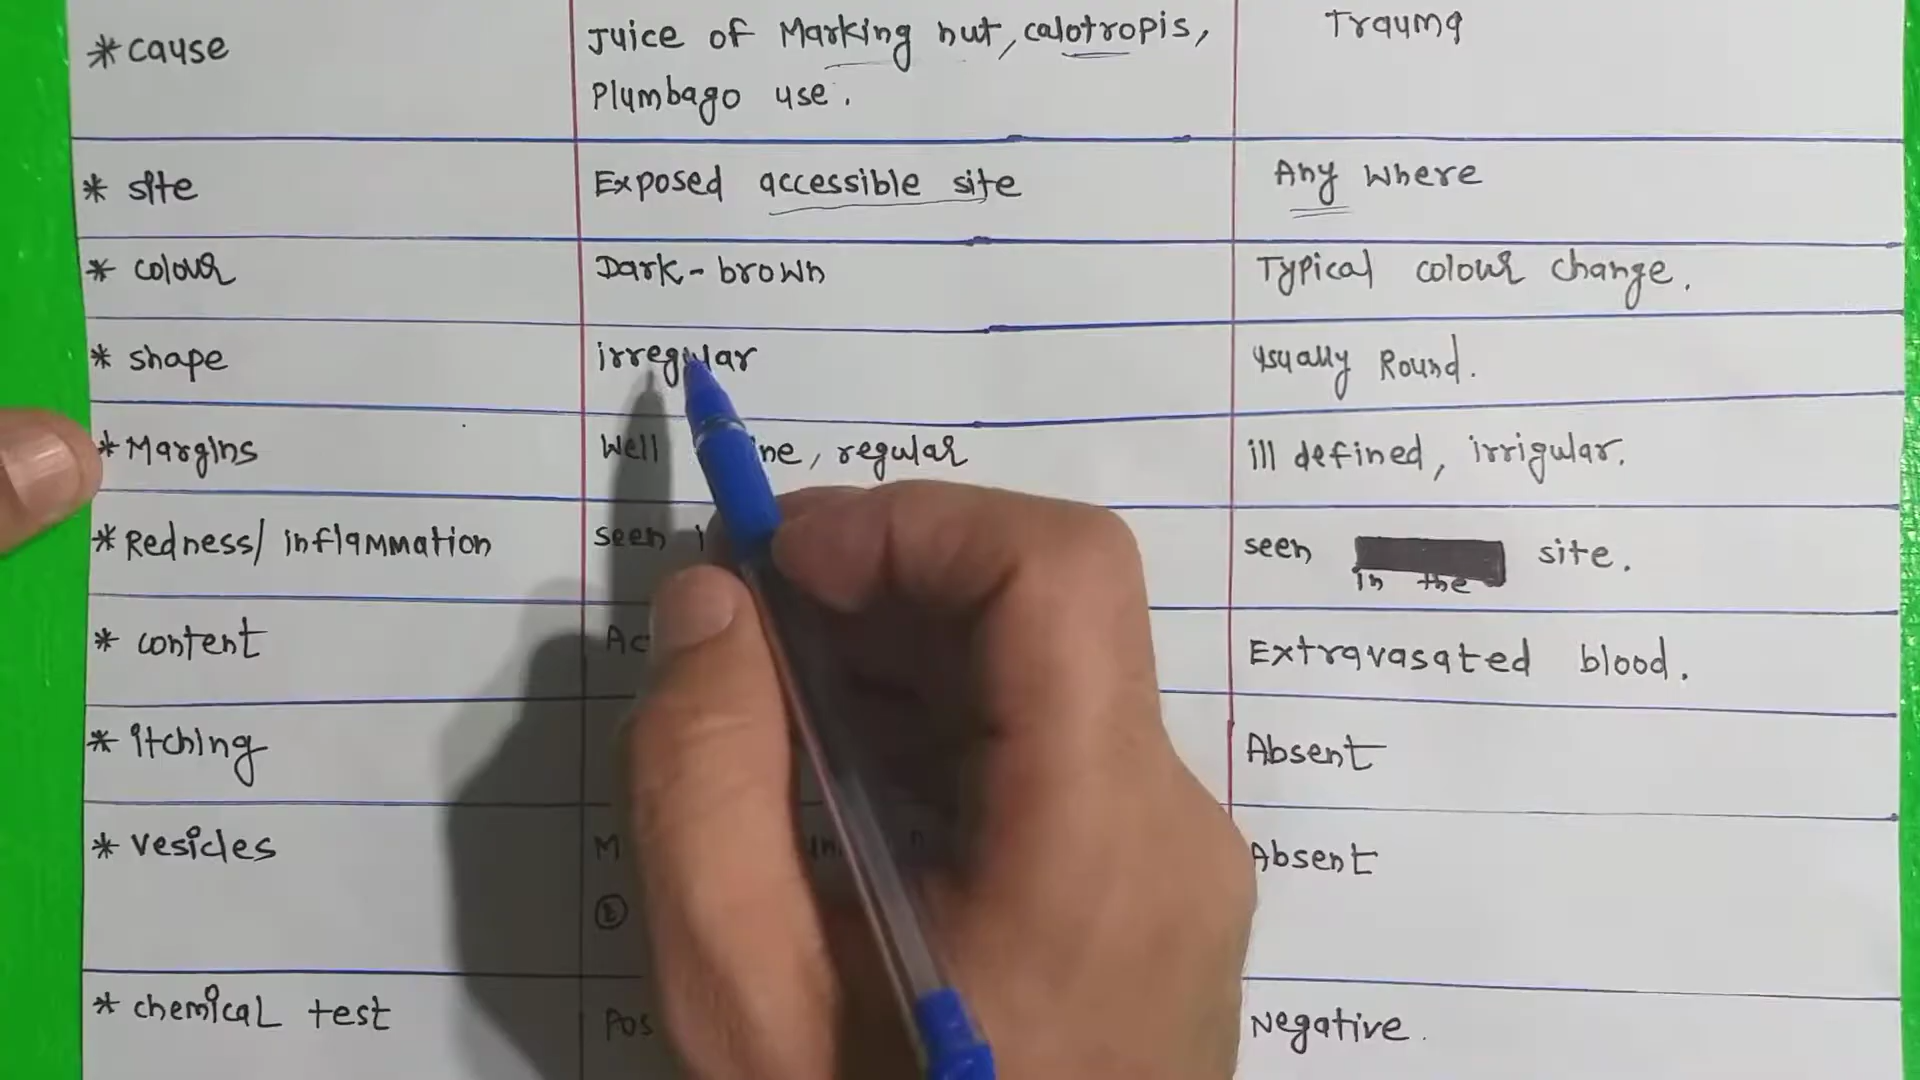 * cause
Juice of Marking nut, calotropis,
Plumbago use.
Trauma
* site
Exposed accessible site
Any where
* colour
Dark-brown
Typical colour change.
* shape
irregular
usually Round.
* Margins
Well ne, regular
ill defined, irrigular.
* Redness/ inflammation
seen
seen in the site.
* content
Extravasated blood.
* itching
Absent
* vesicles
Absent
* chemical test
Negative.